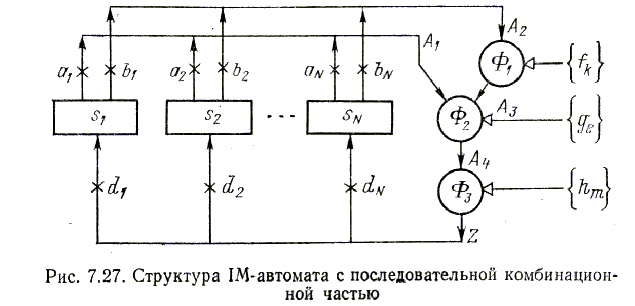 A₁ A₂
a₁ b₁ a₂ b₂ a_N b_N Φ₁ {f_k}
s₁ s₂ ... s_N Φ₂ A₃ {g_e}
A₄
d₁ d₂ d_N Φ₃ {h_m}
Z
Рис. 7.27. Структура IM-автомата с последовательной комбинацион-
ной частью